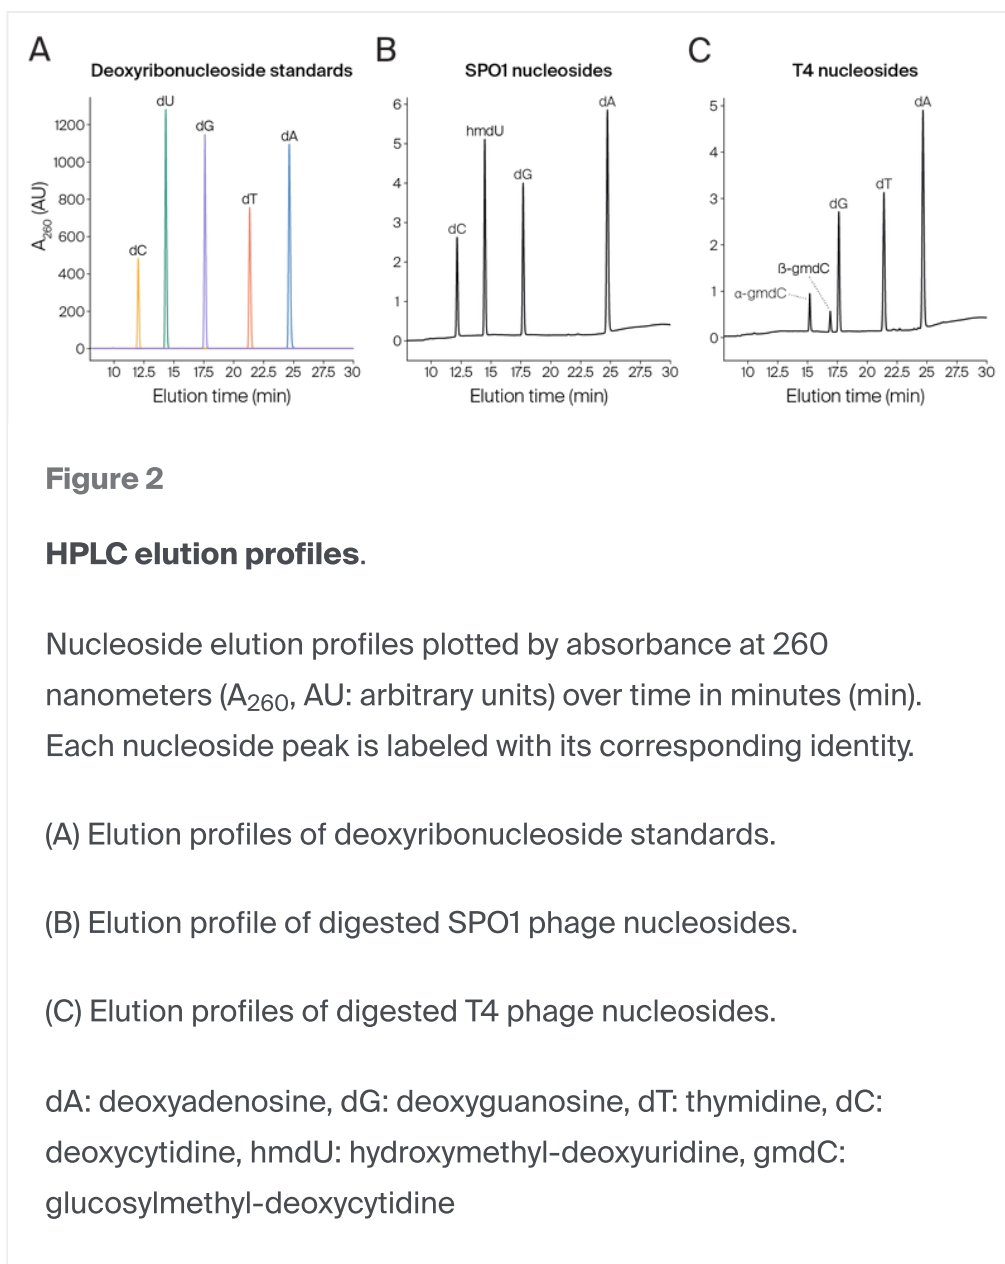 A
Deoxyribonucleoside standards
dU
dG
dA
dT
dC
A260 (AU)
1200
1000
800
600
400
200
0
10 12.5 15 17.5 20 22.5 25 27.5 30
Elution time (min)
B
SPO1 nucleosides
dA
hmdU
dG
dC
6
5
4
3
2
1
0
10 12.5 15 17.5 20 22.5 25 27.5 30
Elution time (min)
C
T4 nucleosides
dA
dT
dG
ß-gmdC
α-gmdC
5
4
3
2
1
0
10 12.5 15 17.5 20 22.5 25 27.5 30
Elution time (min)
Figure 2
HPLC elution profiles.
Nucleoside elution profiles plotted by absorbance at 260
nanometers (A260, AU: arbitrary units) over time in minutes (min).
Each nucleoside peak is labeled with its corresponding identity.
(A) Elution profiles of deoxyribonucleoside standards.
(B) Elution profile of digested SPO1 phage nucleosides.
(C) Elution profiles of digested T4 phage nucleosides.
dA: deoxyadenosine, dG: deoxyguanosine, dT: thymidine, dC:
deoxycytidine, hmdU: hydroxymethyl-deoxyuridine, gmdC:
glucosylmethyl-deoxycytidine